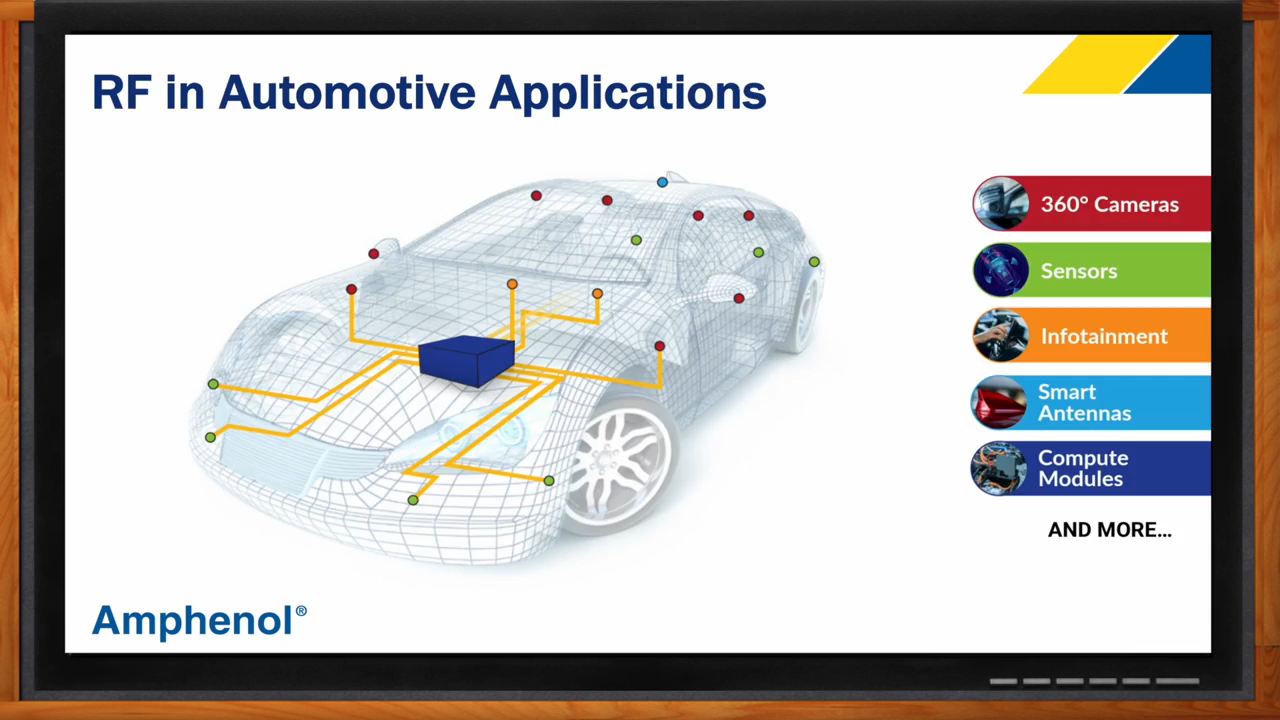 RF in Automotive Applications
360° Cameras
Sensors
Infotainment
Smart
Antennas
Compute
Modules
AND MORE...
Amphenol®